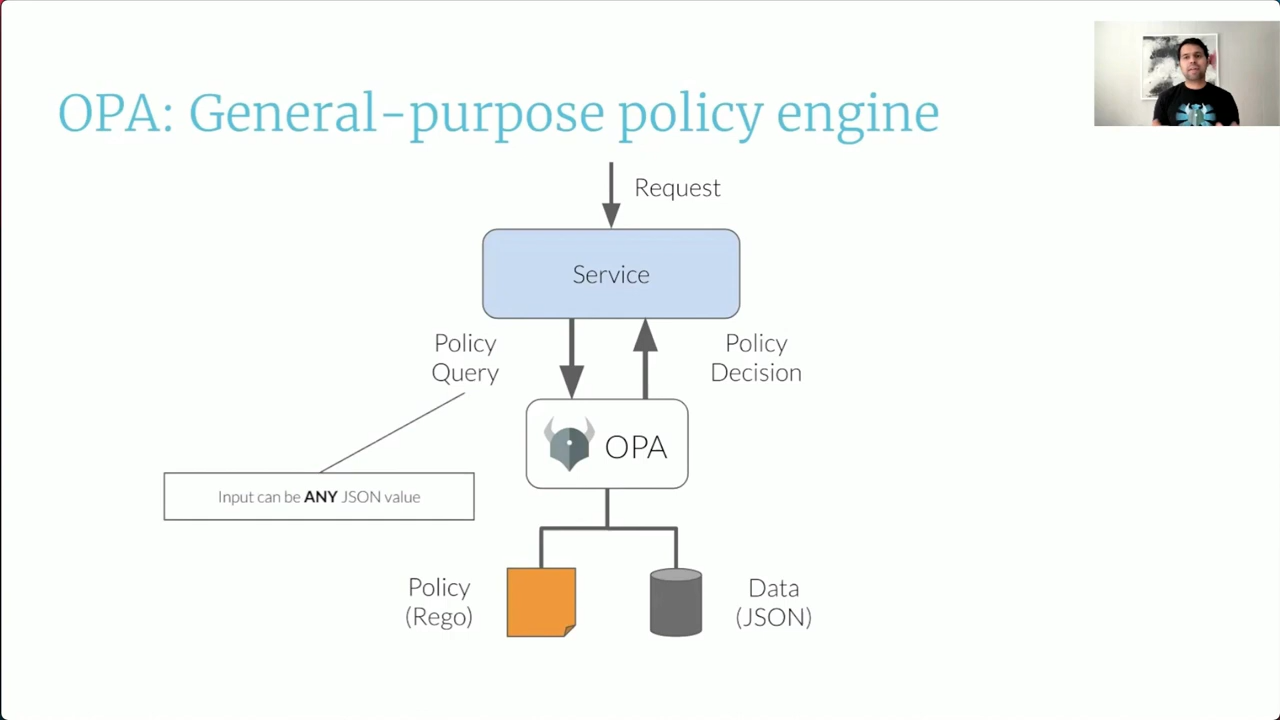 OPA: General-purpose policy engine
Request
Service
Policy
Query
Policy
Decision
OPA
Input can be ANY JSON value
Policy
(Rego)
Data
(JSON)